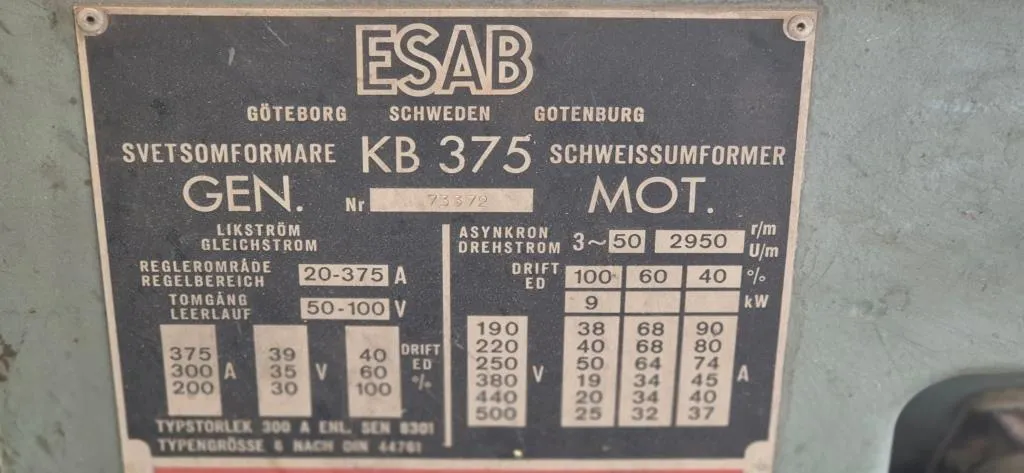 ESAB
GÖTEBORG SCHWEDEN GOTENBURG
SVETSOMFORMARE KB 375 SCHWEISSUMFORMER
GEN. Nr 73372 MOT.
LIKSTRÖM
GLEICHSTROM
REGLEROMRÅDE
REGELBEREICH 20-375 A
TOMGÅNG
LEERLAUF 50-100 V
375 39 40 DRIFT
300 A 35 V 60 ED
200 30 100 %
TYPSTORLEK 300 A ENL. SEN 8301
TYPENGRÖSSE 6 NACH DIN 44761
ASYNKRON
DREHSTROM 3~ 50 2950 r/m
U/m
DRIFT
ED 100 60 40 %
9 kW
190 38 68 90
220 40 68 80
250 50 64 74
380 V 19 34 45 A
440 20 34 40
500 25 32 37